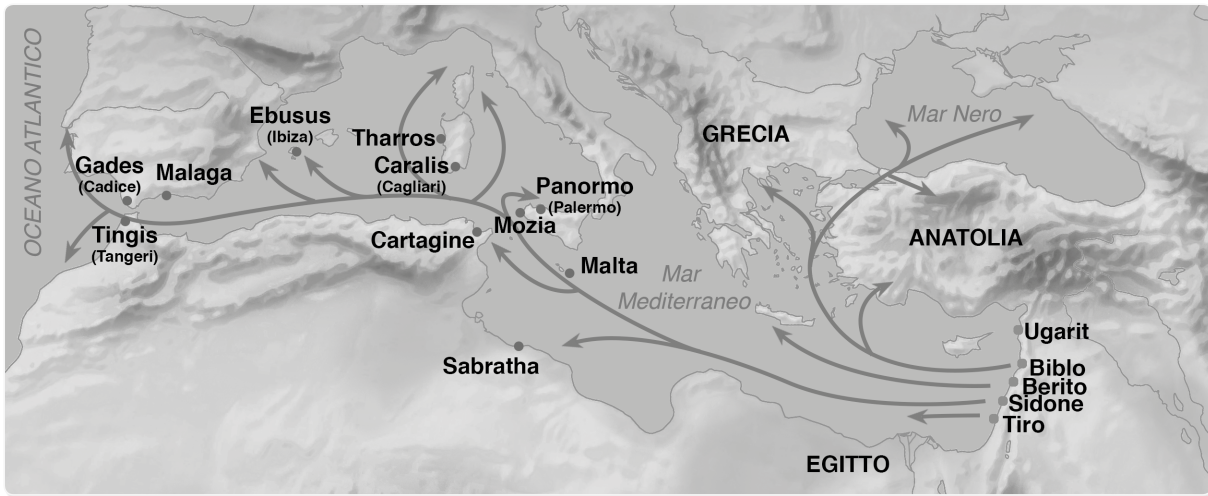 OCEANO ATLANTICO
Mar Nero
Ebusus
(Ibiza)
Tharros
GRECIA
Gades
(Cadice)
Malaga
Caralis
(Cagliari)
Panormo
(Palermo)
Mozia
Tingis
(Tangeri)
Cartagine
ANATOLIA
Malta
Mar
Mediterraneo
Ugarit
Sabratha
Biblo
Berito
Sidone
Tiro
EGITTO